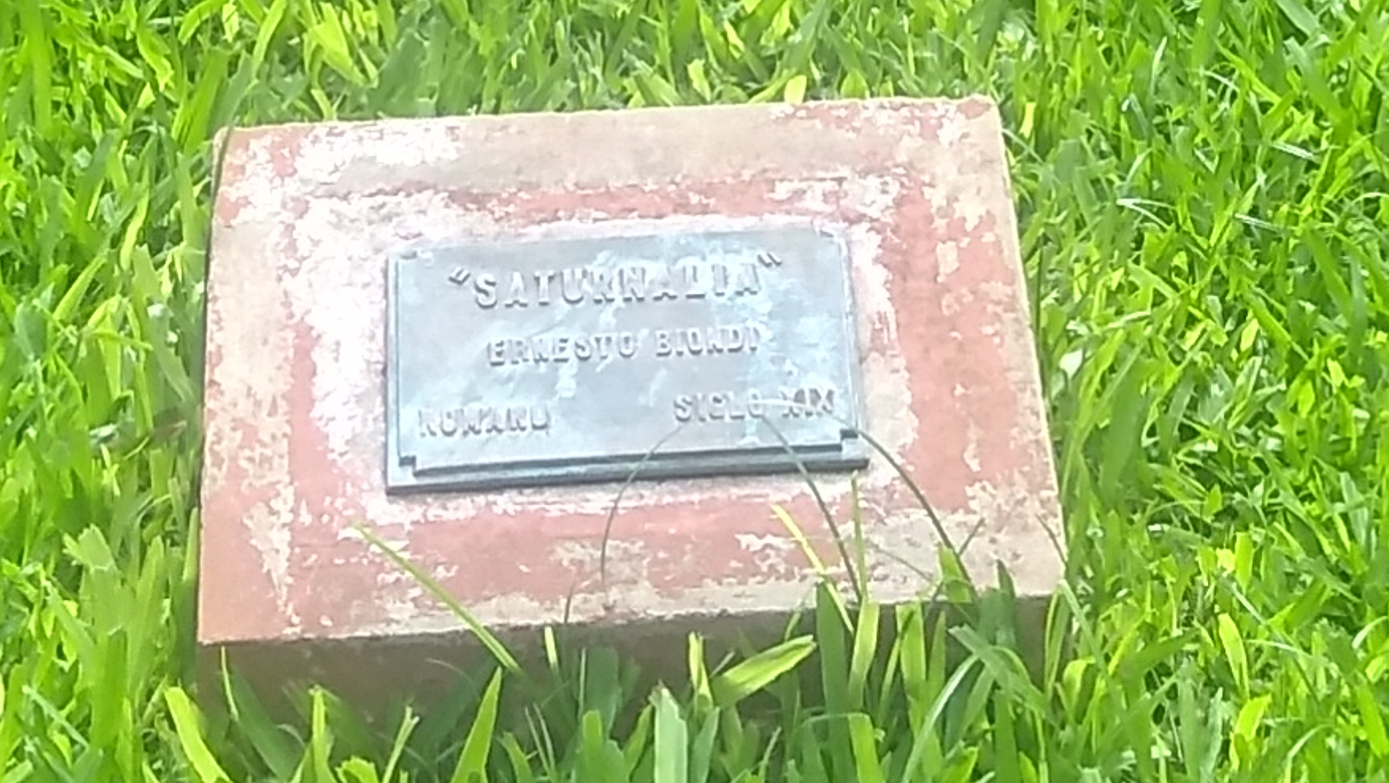 "SATURNALIA"
ERNESTO BIONDI
ROMANO SIGLO XIX